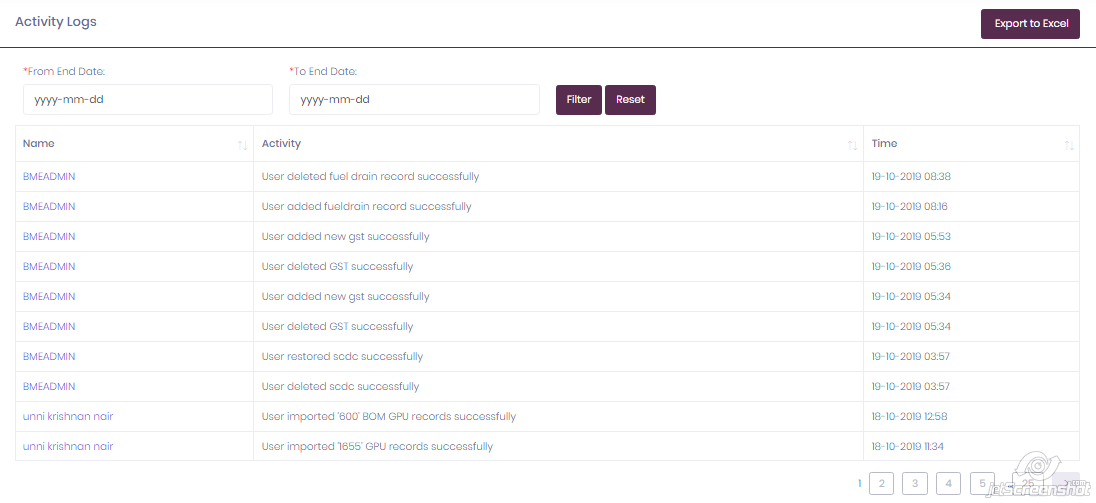 Activity Logs
Export to Excel
*From End Date: *To End Date:
yyyy-mm-dd yyyy-mm-dd Filter Reset
Name Activity Time
BMEADMIN User deleted fuel drain record successfully 19-10-2019 08:38
BMEADMIN User added fueldrain record successfully 19-10-2019 08:16
BMEADMIN User added new gst successfully 19-10-2019 05:53
BMEADMIN User deleted GST successfully 19-10-2019 05:36
BMEADMIN User added new gst successfully 19-10-2019 05:34
BMEADMIN User deleted GST successfully 19-10-2019 05:34
BMEADMIN User restored scdc successfully 19-10-2019 03:57
BMEADMIN User deleted scdc successfully 19-10-2019 03:57
unni krishnan nair User imported '600' BOM GPU records successfully 18-10-2019 12:58
unni krishnan nair User imported '1655' GPU records successfully 18-10-2019 11:34
1 2 3 4 5 25
jetScreenshot